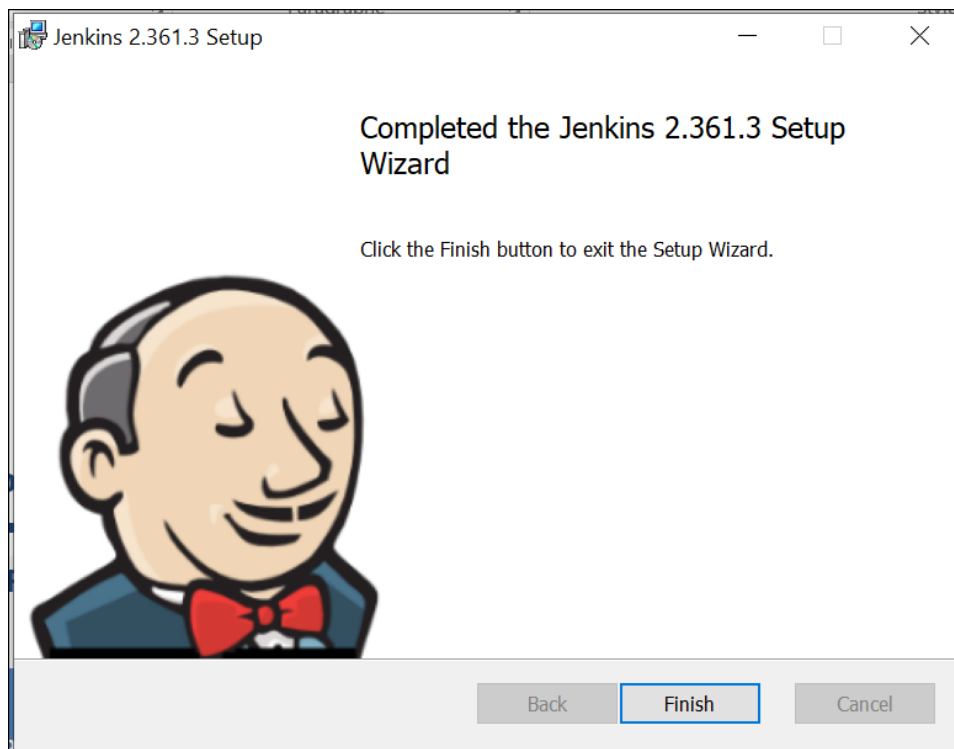 Jenkins 2.361.3 Setup
Completed the Jenkins 2.361.3 Setup
Wizard
Click the Finish button to exit the Setup Wizard.
Back
Finish
Cancel